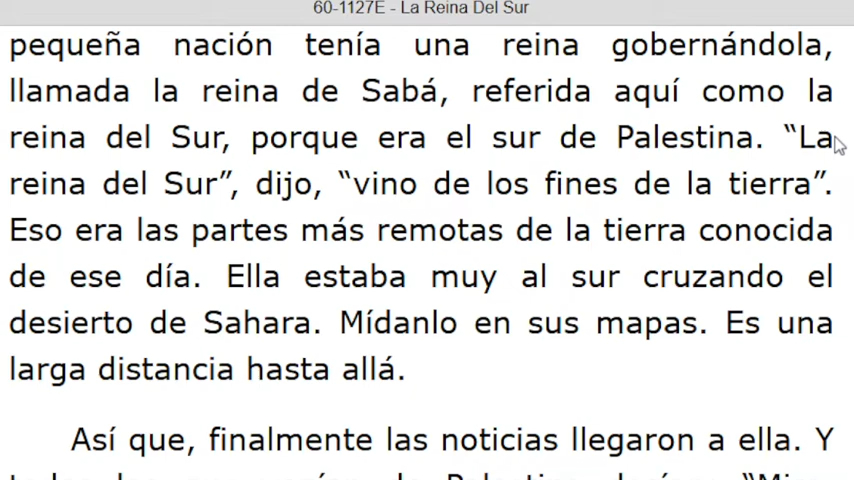 60-1127E - La Reina Del Sur
pequeña nación tenía una reina gobernándola,
llamada la reina de Sabá, referida aquí como la
reina del Sur, porque era el sur de Palestina. “La
reina del Sur”, dijo, “vino de los fines de la tierra”.
Eso era las partes más remotas de la tierra conocida
de ese día. Ella estaba muy al sur cruzando el
desierto de Sahara. Mídanlo en sus mapas. Es una
larga distancia hasta allá.
Así que, finalmente las noticias llegaron a ella. Y